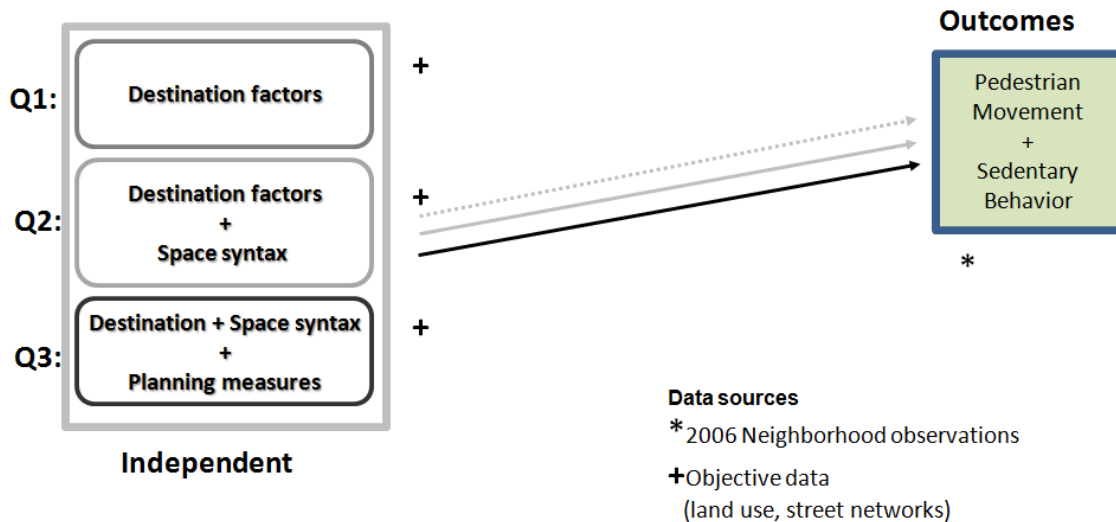 Outcomes
Q1:
Destination factors
+
Pedestrian
Movement
+
Sedentary
Behavior
*
Q2:
Destination factors
+
Space syntax
+
Q3:
Destination + Space syntax
+
Planning measures
+
Independent
Data sources
*2006 Neighborhood observations
+Objective data
(land use, street networks)